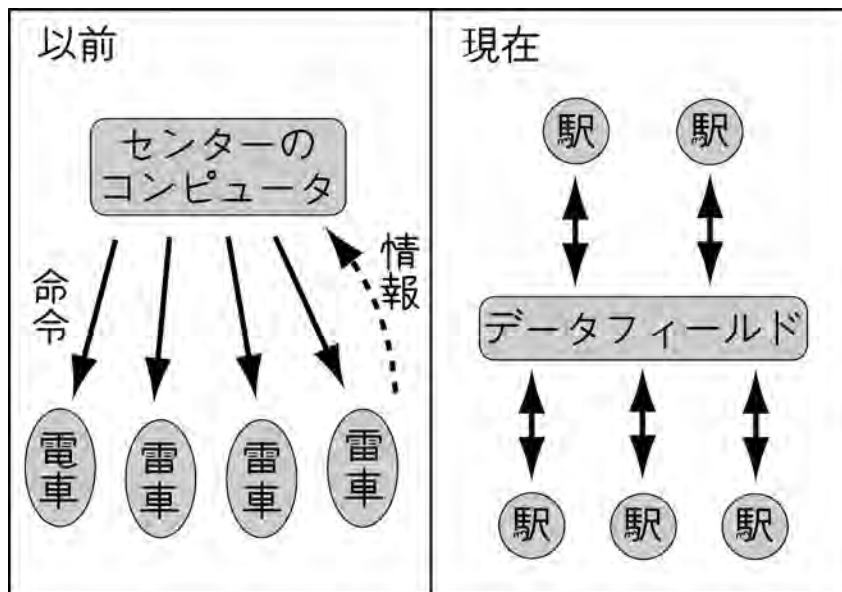 以前
センターの
コンピュータ
命令
情報
電車
雷車
雷車
雷車
現在
駅
駅
データフィールド
駅
駅
駅